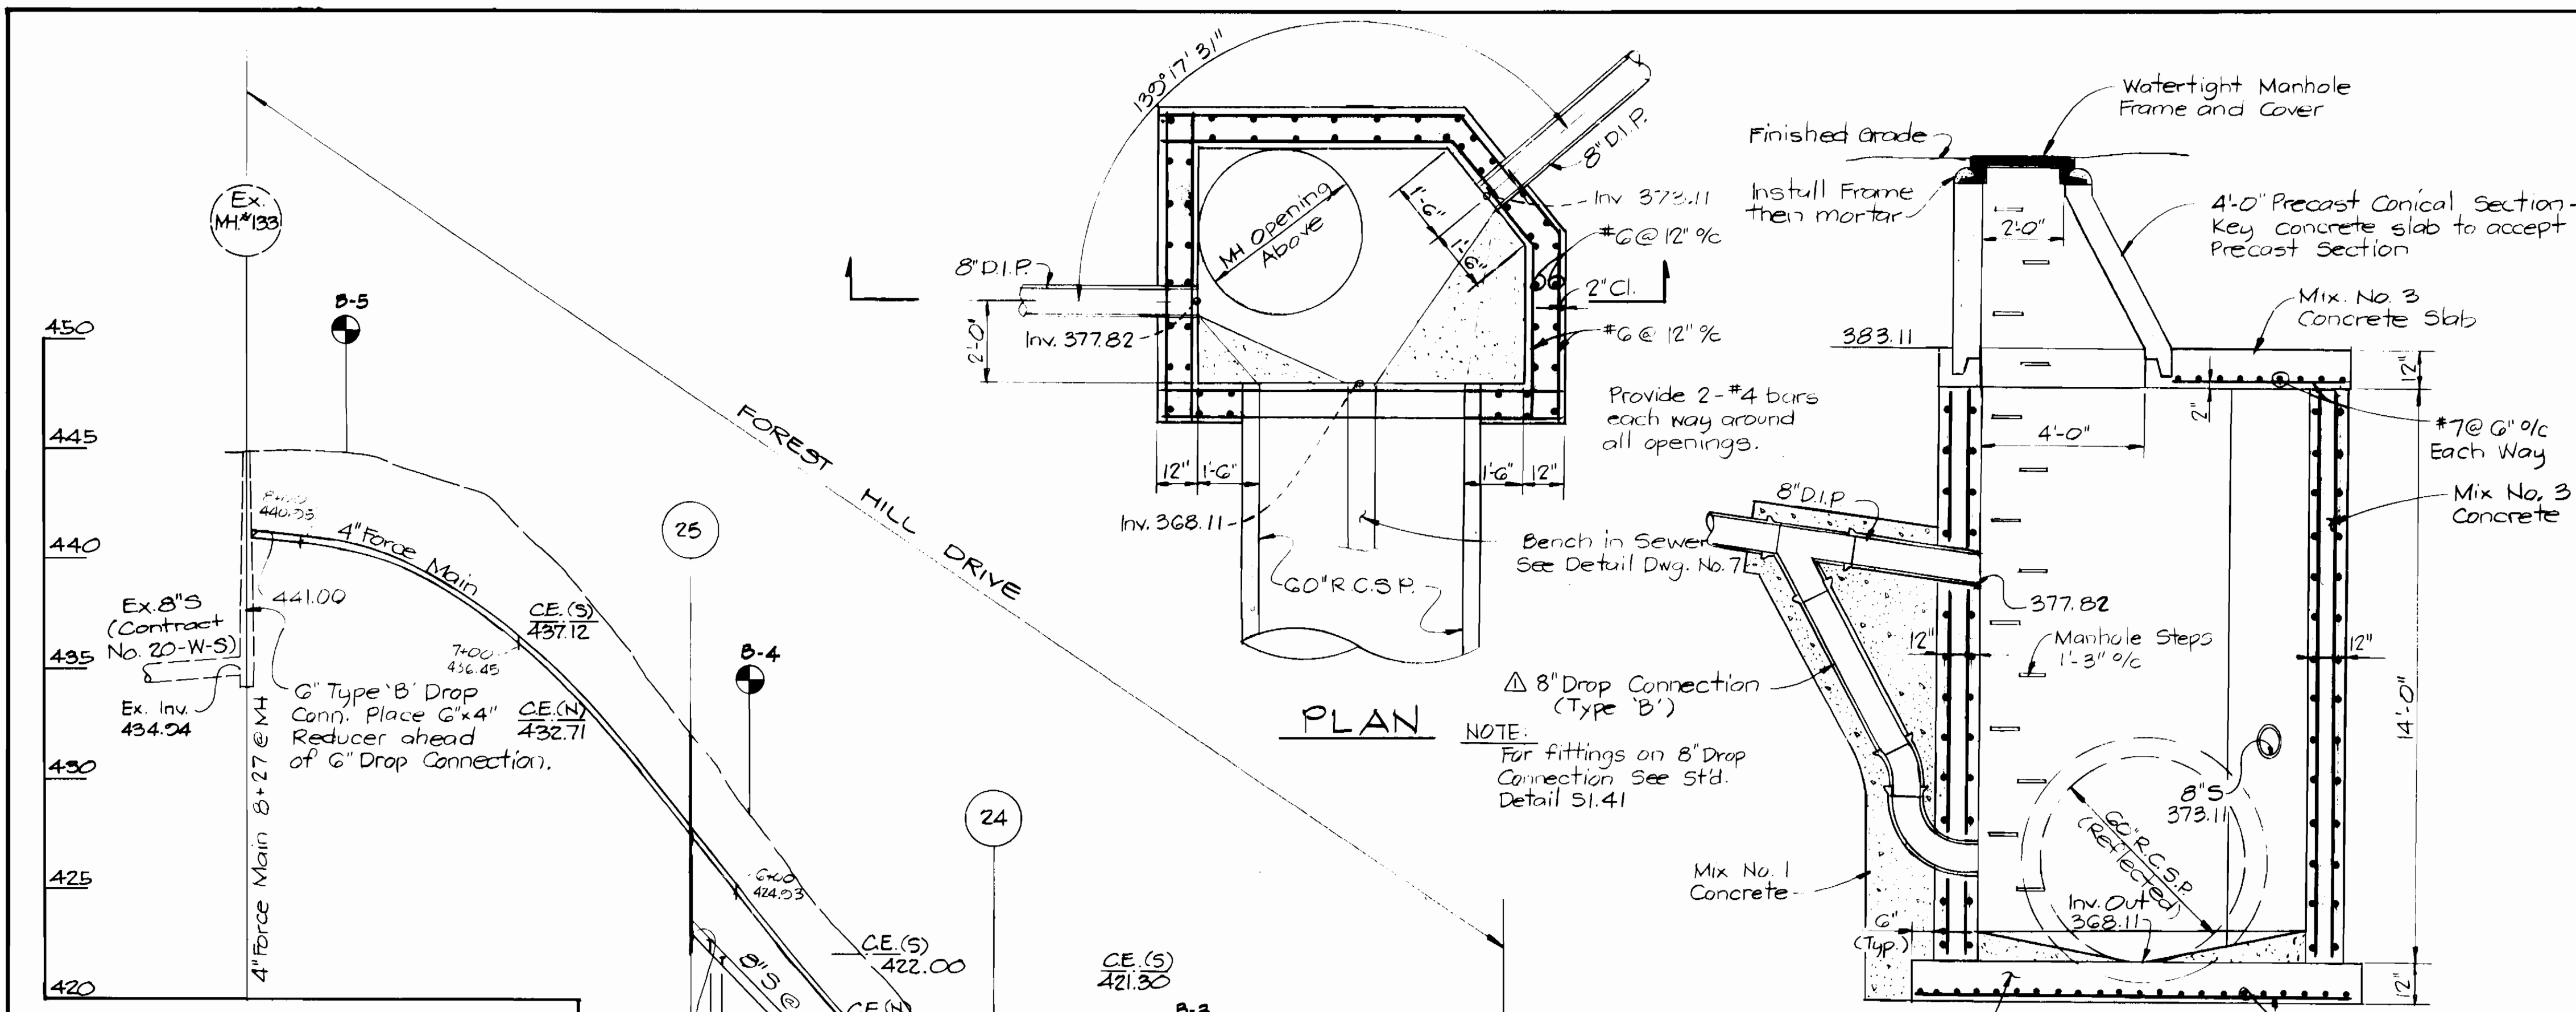 Ex.
MH.#133
B-5
450
445
440
435
430
425
420
440.95
4" Force Main
441.00
Ex. 8"S
(Contract
No. 20-W-S)
Ex. Inv.
434.94
6" Type 'B' Drop
Conn. Place 6"x4"
Reducer ahead
of 6" Drop Connection.
4" Force Main 8+27 @ MH
C.E.(S)
437.12
7+00
436.45
C.E.(N)
432.71
25
B-4
24
6+00
424.93
8"S @
C.E.(S)
422.00
C.E.(N)
C.E.(S)
421.30
B-3
FOREST HILL DRIVE
8" D.I.P.
MH Opening
Above
8" D.I.P.
Inv 373.11
1'-6"
1'-6"
#6 @ 12" o/c
2" Cl.
#6 @ 12" o/c
2'-0"
Inv. 377.82
12"
1'-6"
1'-6"
12"
Provide 2-#4 bars
each way around
all openings.
Inv. 368.11
Bench in Sewer
See Detail Dwg. No. 7
60" R.C.S.P.
PLAN
Watertight Manhole
Frame and Cover
Finished Grade
Install Frame
then mortar
2'-0"
4'-0" Precast Conical Section-
Key concrete slab to accept
Precast Section
Mix. No. 3
Concrete Slab
383.11
12"
2"
4'-0"
#7@ 6" o/c
Each Way
Mix No. 3
Concrete
8" D.I.P.
377.82
Manhole Steps
1'-3" o/c
12"
12"
14'-0"
⚠ 8" Drop Connection
(Type 'B')
NOTE:
For fittings on 8" Drop
Connection See St'd.
Detail S1.41
8"S
373.11
60" R.C.S.P.
(Reflected)
Mix No. 1
Concrete
Inv. Out
368.11
6"
(Typ.)
12"